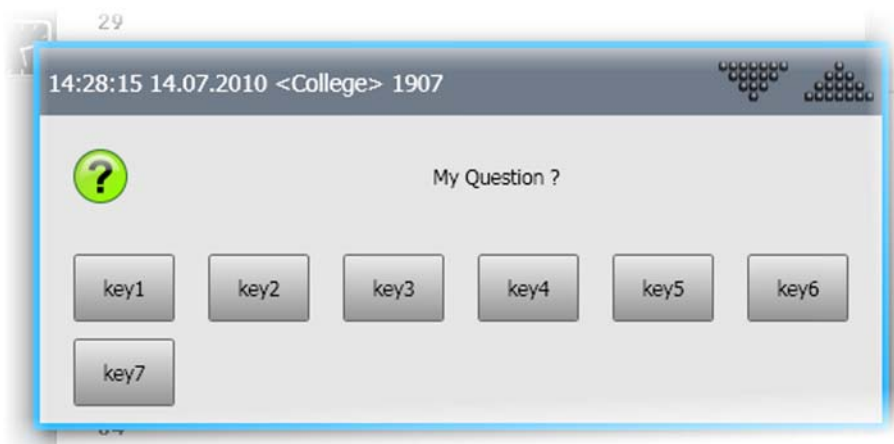 29
14:28:15 14.07.2010 <College> 1907
?
My Question ?
key1 key2 key3 key4 key5 key6
key7